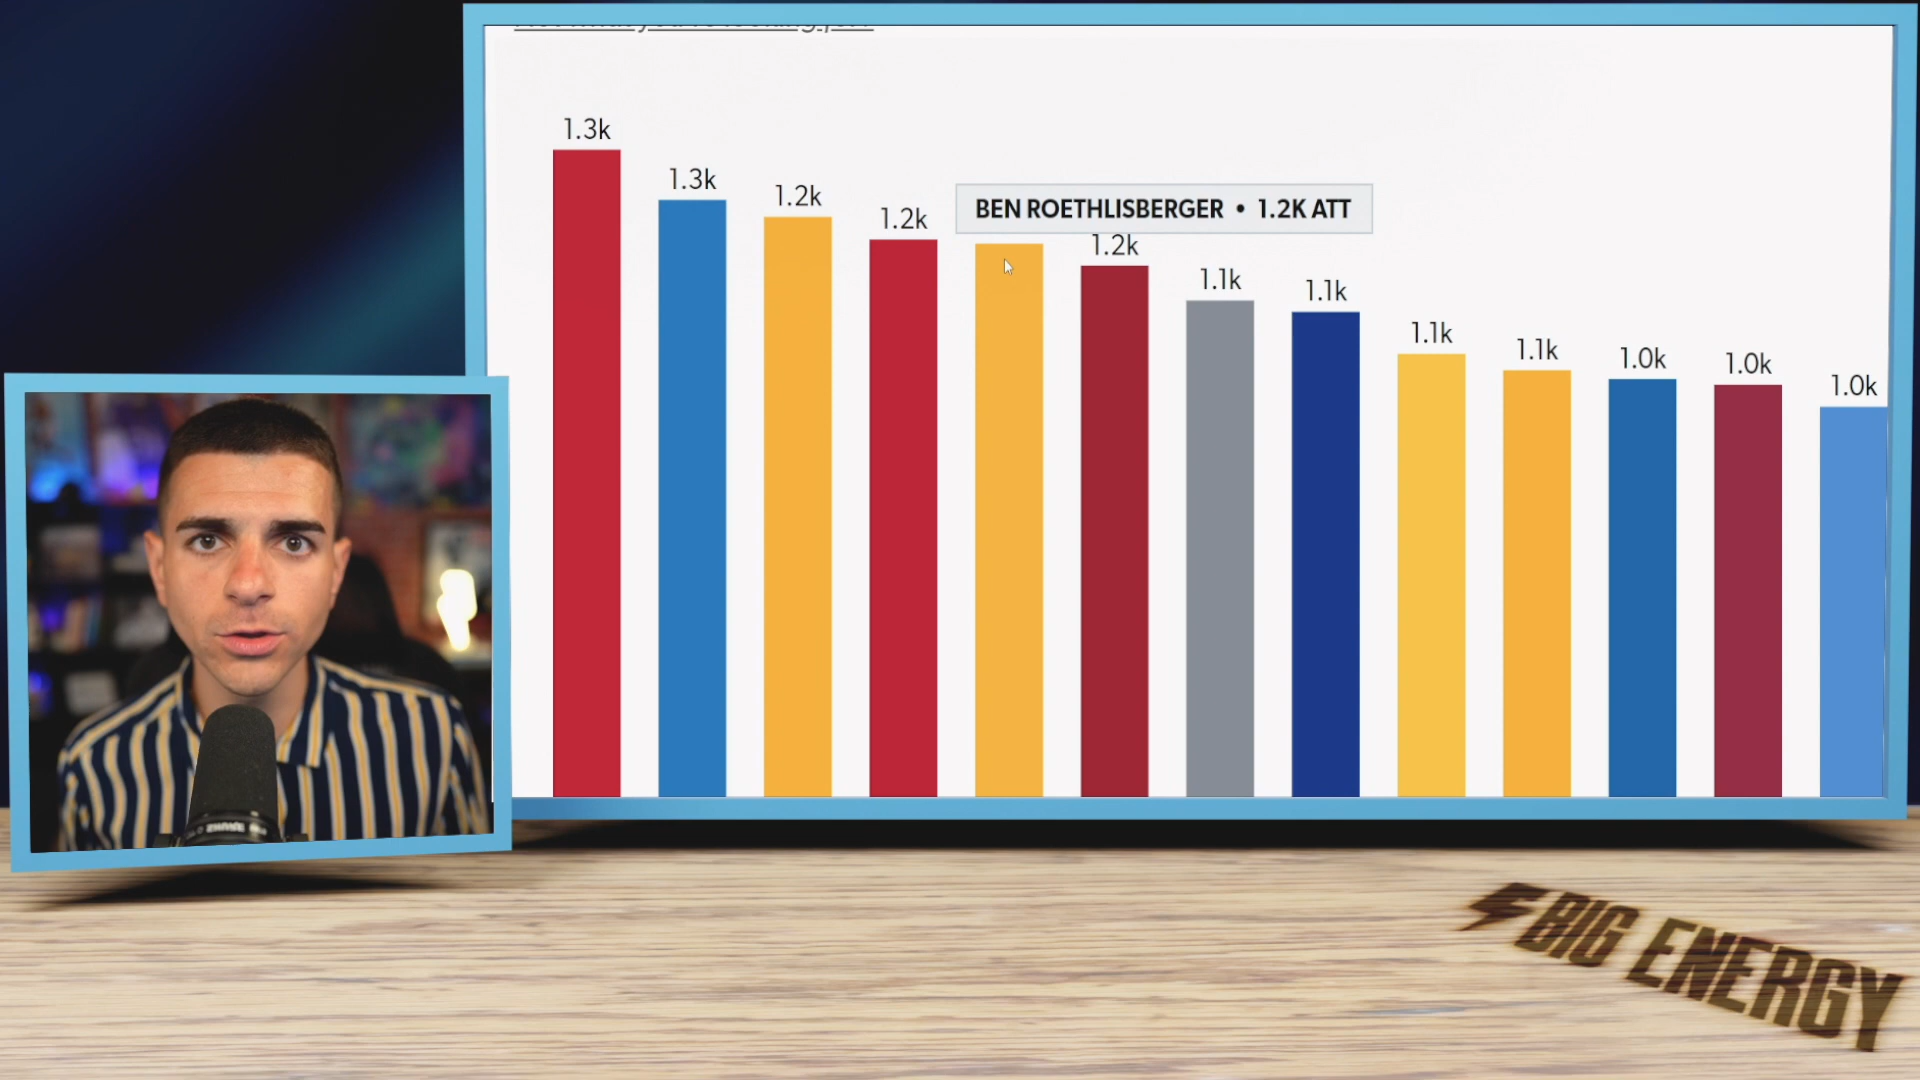 1.3k
1.3k
1.2k
1.2k
BEN ROETHLISBERGER • 1.2K ATT
1.2k
1.1k
1.1k
1.1k
1.1k
1.0k
1.0k
1.0k
BIG ENERGY